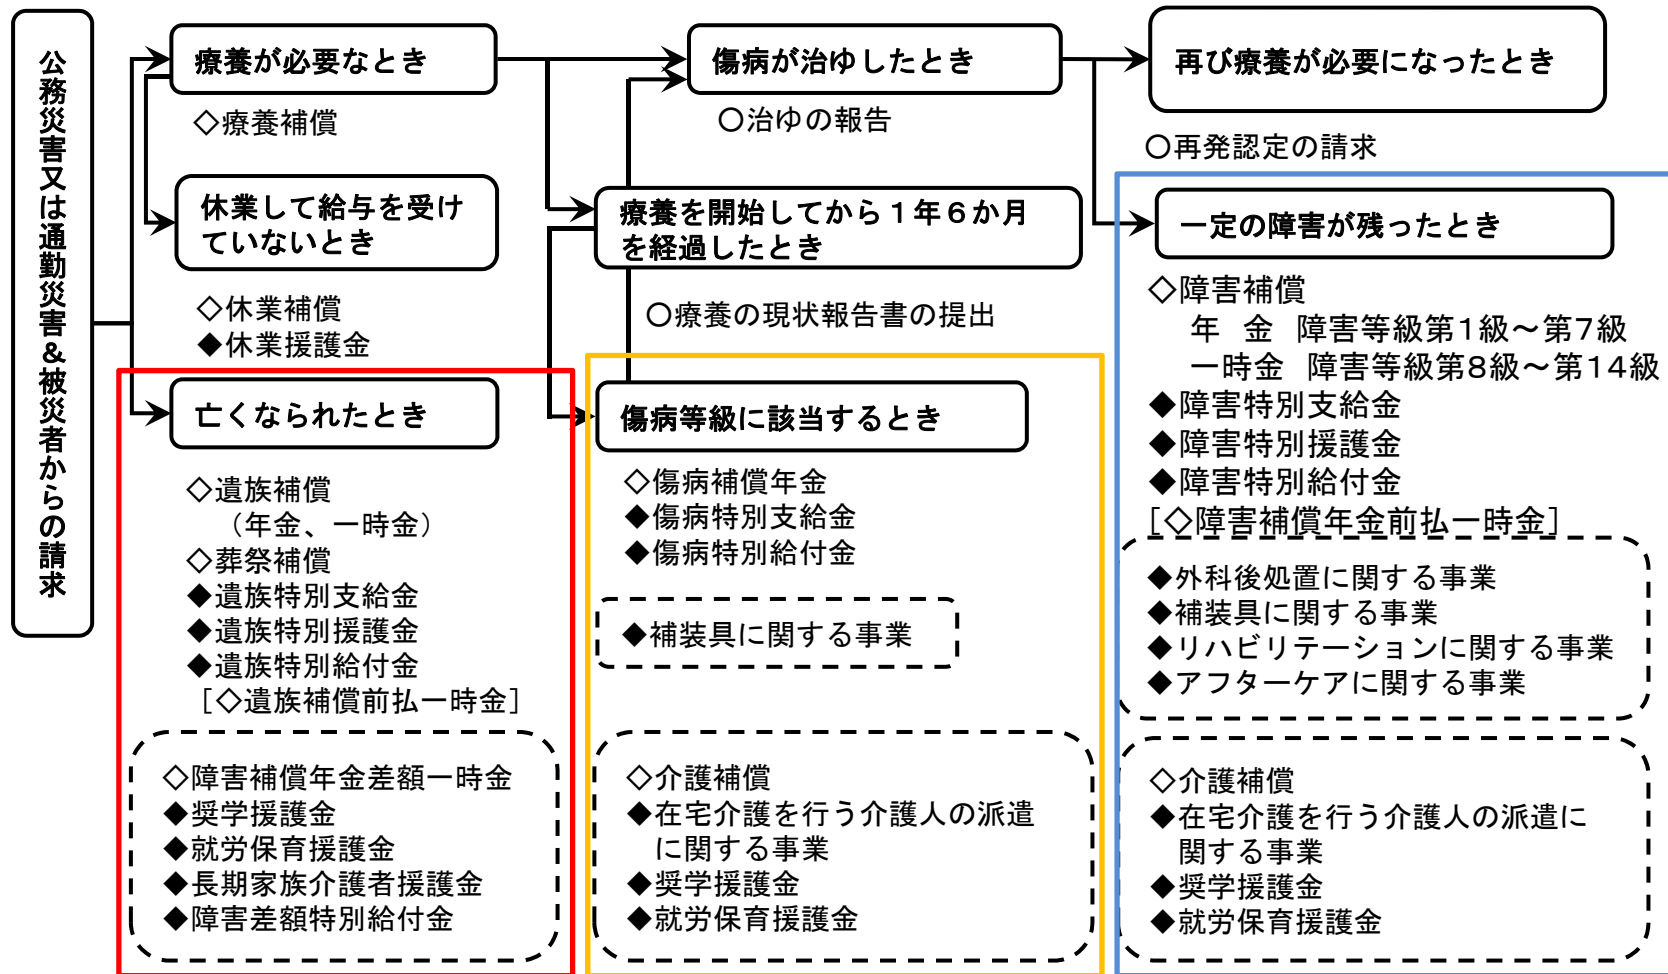 公務災害又は通勤災害&被災者からの請求
療養が必要なとき
◇療養補償
休業して給与を受け
ていないとき
◇休業補償
◆休業援護金
亡くなられたとき
◇遺族補償
(年金、一時金)
◇葬祭補償
◆遺族特別支給金
◆遺族特別援護金
◆遺族特別給付金
[◇遺族補償前払一時金]
◇障害補償年金差額一時金
◆奨学援護金
◆就労保育援護金
◆長期家族介護者援護金
◆障害差額特別給付金
傷病が治ゆしたとき
○治ゆの報告
療養を開始してから1年6か月
を経過したとき
○療養の現状報告書の提出
傷病等級に該当するとき
◇傷病補償年金
◆傷病特別支給金
◆傷病特別給付金
◆補装具に関する事業
◇介護補償
◆在宅介護を行う介護人の派遣
に関する事業
◆奨学援護金
◆就労保育援護金
再び療養が必要になったとき
○再発認定の請求
一定の障害が残ったとき
◇障害補償
年 金 障害等級第1級~第7級
一時金 障害等級第8級~第14級
◆障害特別支給金
◆障害特別援護金
◆障害特別給付金
[◇障害補償年金前払一時金]
◆外科後処置に関する事業
◆補装具に関する事業
◆リハビリテーションに関する事業
◆アフターケアに関する事業
◇介護補償
◆在宅介護を行う介護人の派遣に
関する事業
◆奨学援護金
◆就労保育援護金